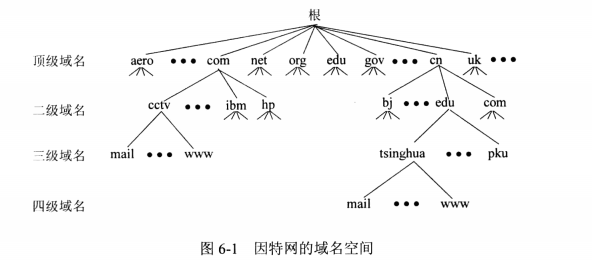 根
顶级域名 aero ●●● com net org edu gov ●●● cn uk ●●●
二级域名 cctv ●●● ibm hp bj ●●● edu com
三级域名 mail ●●● www tsinghua ●●● pku
四级域名 mail ●●● www
图 6-1 因特网的域名空间